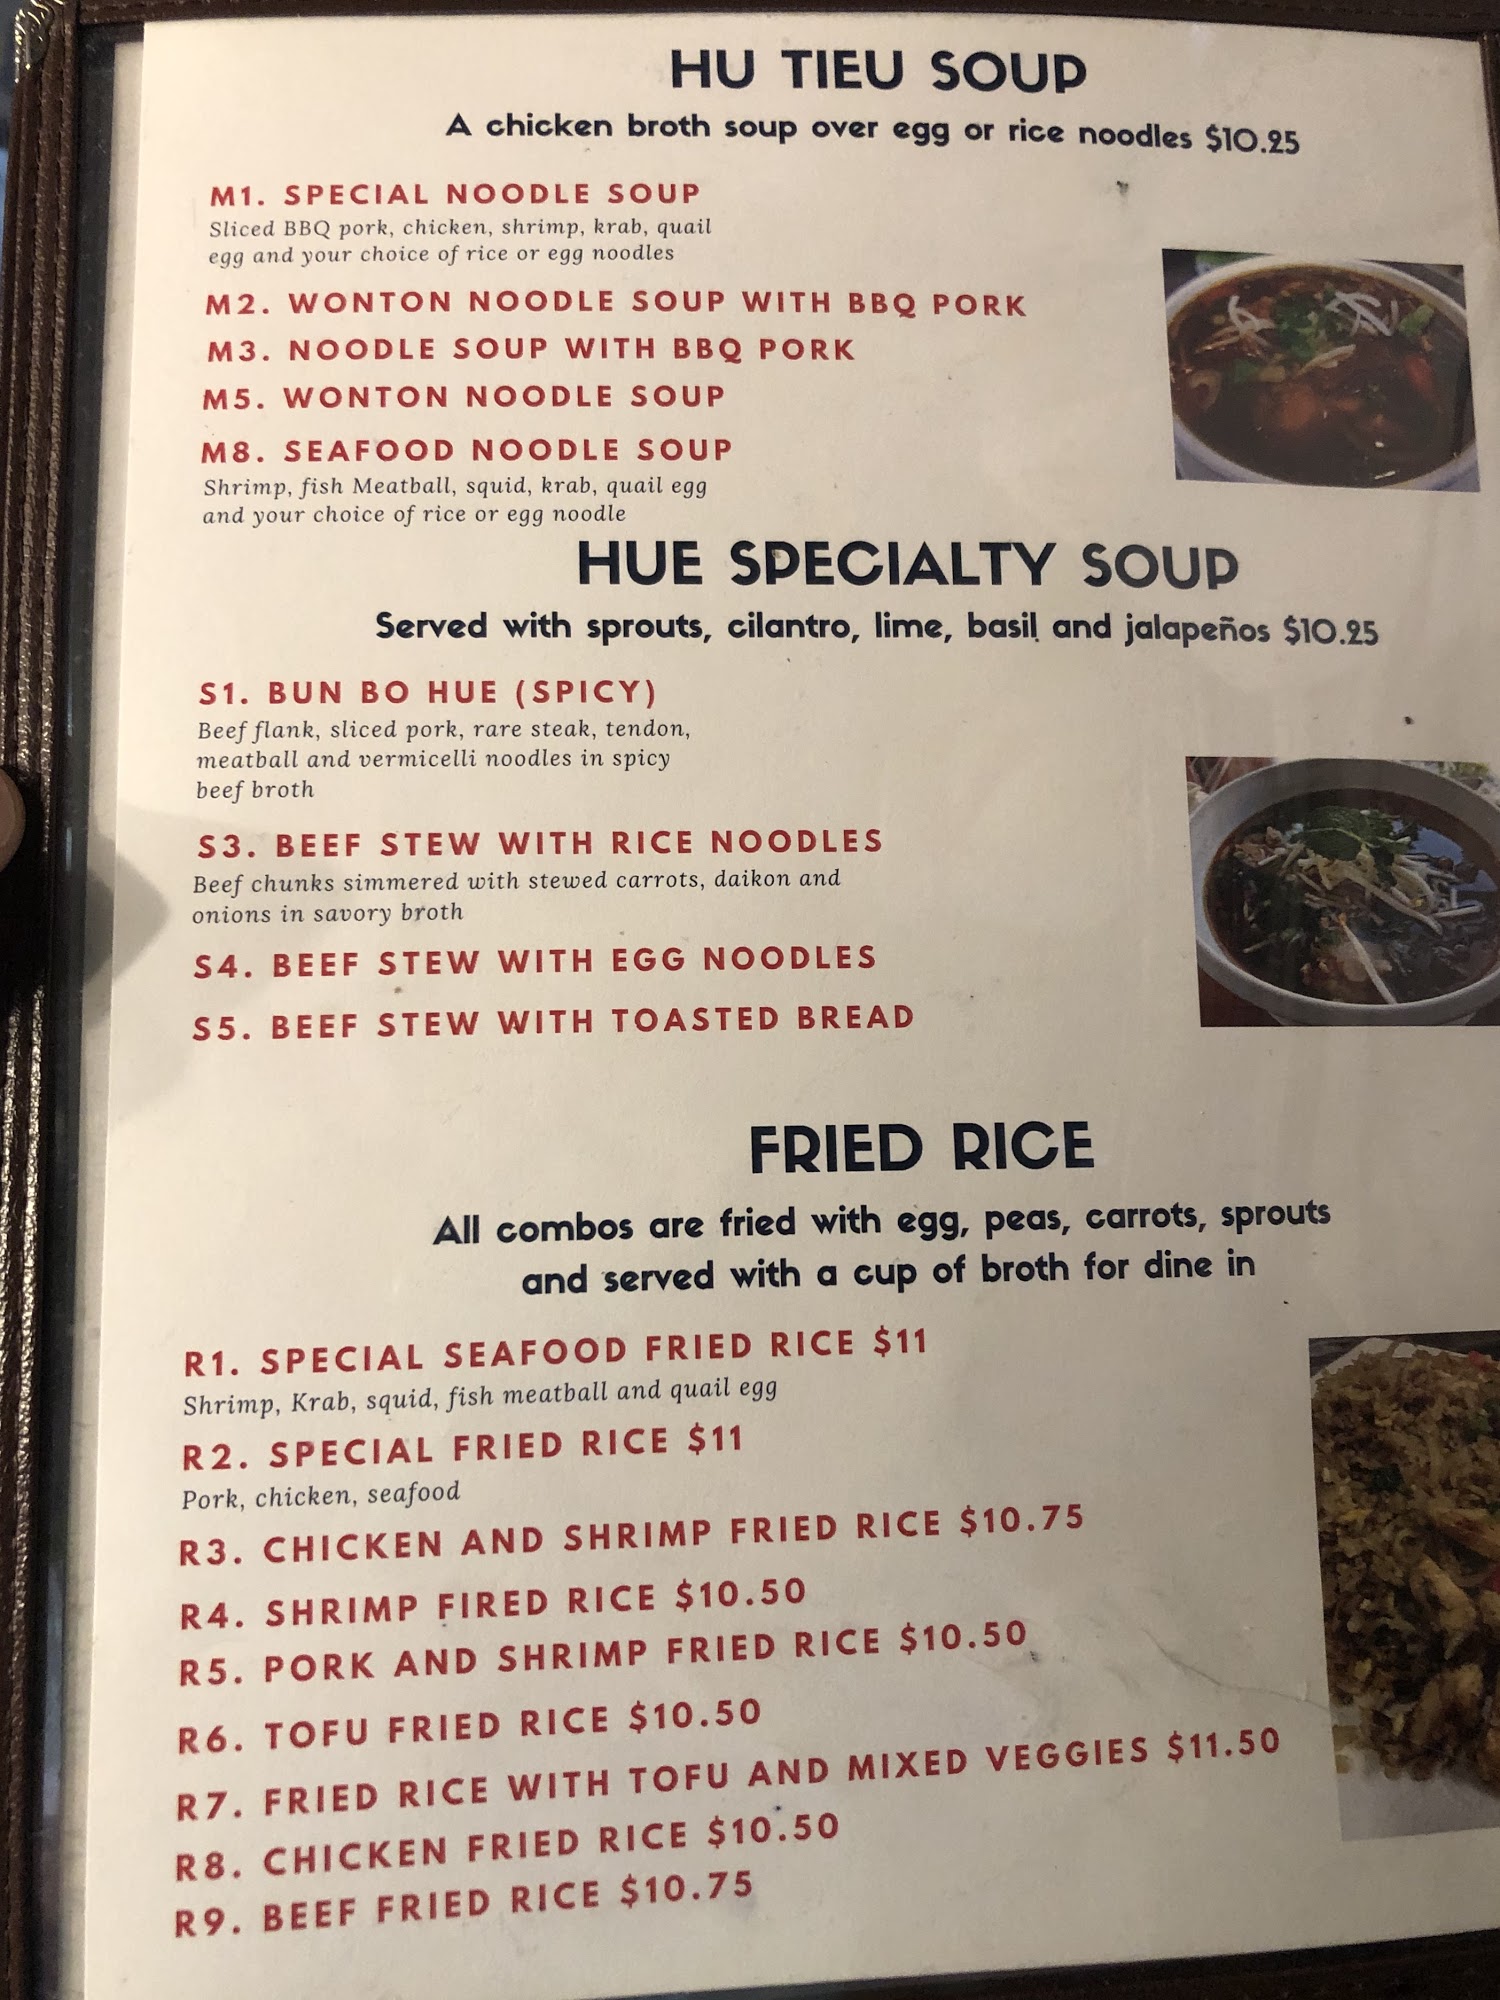 HU TIEU SOUP
A chicken broth soup over egg or rice noodles $10.25
M1. SPECIAL NOODLE SOUP
Sliced BBQ pork, chicken, shrimp, krab, quail
egg and your choice of rice or egg noodles
M2. WONTON NOODLE SOUP WITH BBQ PORK
M3. NOODLE SOUP WITH BBQ PORK
M5. WONTON NOODLE SOUP
M8. SEAFOOD NOODLE SOUP
Shrimp, fish Meatball, squid, krab, quail egg
and your choice of rice or egg noodle
HUE SPECIALTY SOUP
Served with sprouts, cilantro, lime, basil and jalapeños $10.25
S1. BUN BO HUE (SPICY)
Beef flank, sliced pork, rare steak, tendon,
meatball and vermicelli noodles in spicy
beef broth
S3. BEEF STEW WITH RICE NOODLES
Beef chunks simmered with stewed carrots, daikon and
onions in savory broth
S4. BEEF STEW WITH EGG NOODLES
S5. BEEF STEW WITH TOASTED BREAD
FRIED RICE
All combos are fried with egg, peas, carrots, sprouts
and served with a cup of broth for dine in
R1. SPECIAL SEAFOOD FRIED RICE $11
Shrimp, Krab, squid, fish meatball and quail egg
R2. SPECIAL FRIED RICE $11
Pork, chicken, seafood
R3. CHICKEN AND SHRIMP FRIED RICE $10.75
R4. SHRIMP FIRED RICE $10.50
R5. PORK AND SHRIMP FRIED RICE $10.50
R6. TOFU FRIED RICE $10.50
R7. FRIED RICE WITH TOFU AND MIXED VEGGIES $11.50
R8. CHICKEN FRIED RICE $10.50
R9. BEEF FRIED RICE $10.75